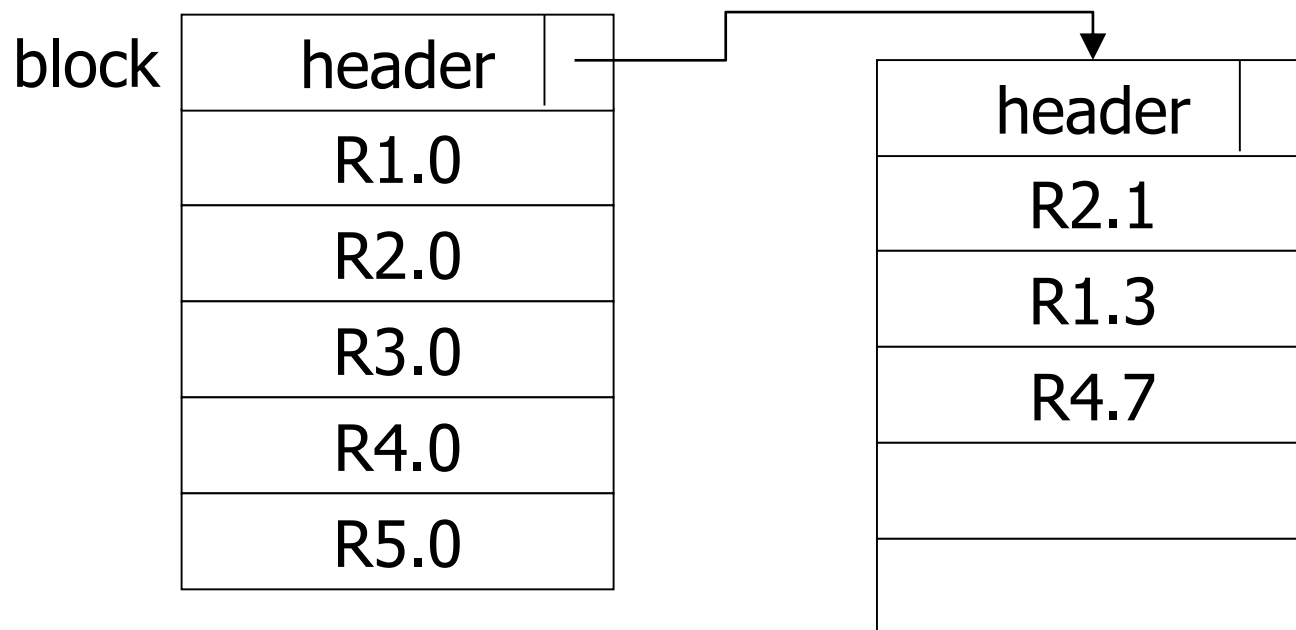 block
header
R1.0
R2.0
R3.0
R4.0
R5.0
header
R2.1
R1.3
R4.7